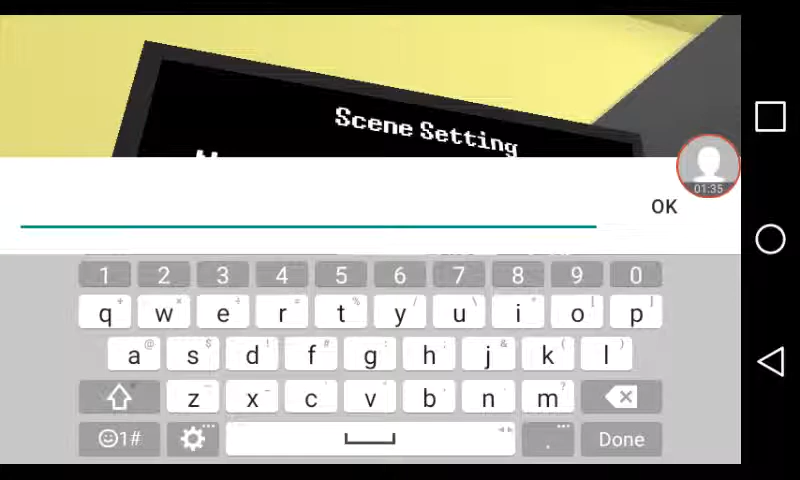 Scene Setting
01:35
OK
1 2 3 4 5 6 7 8 9 0
q w e r t y u i o p
a s d f g h j k l
z x c v b n m
☺1# . Done